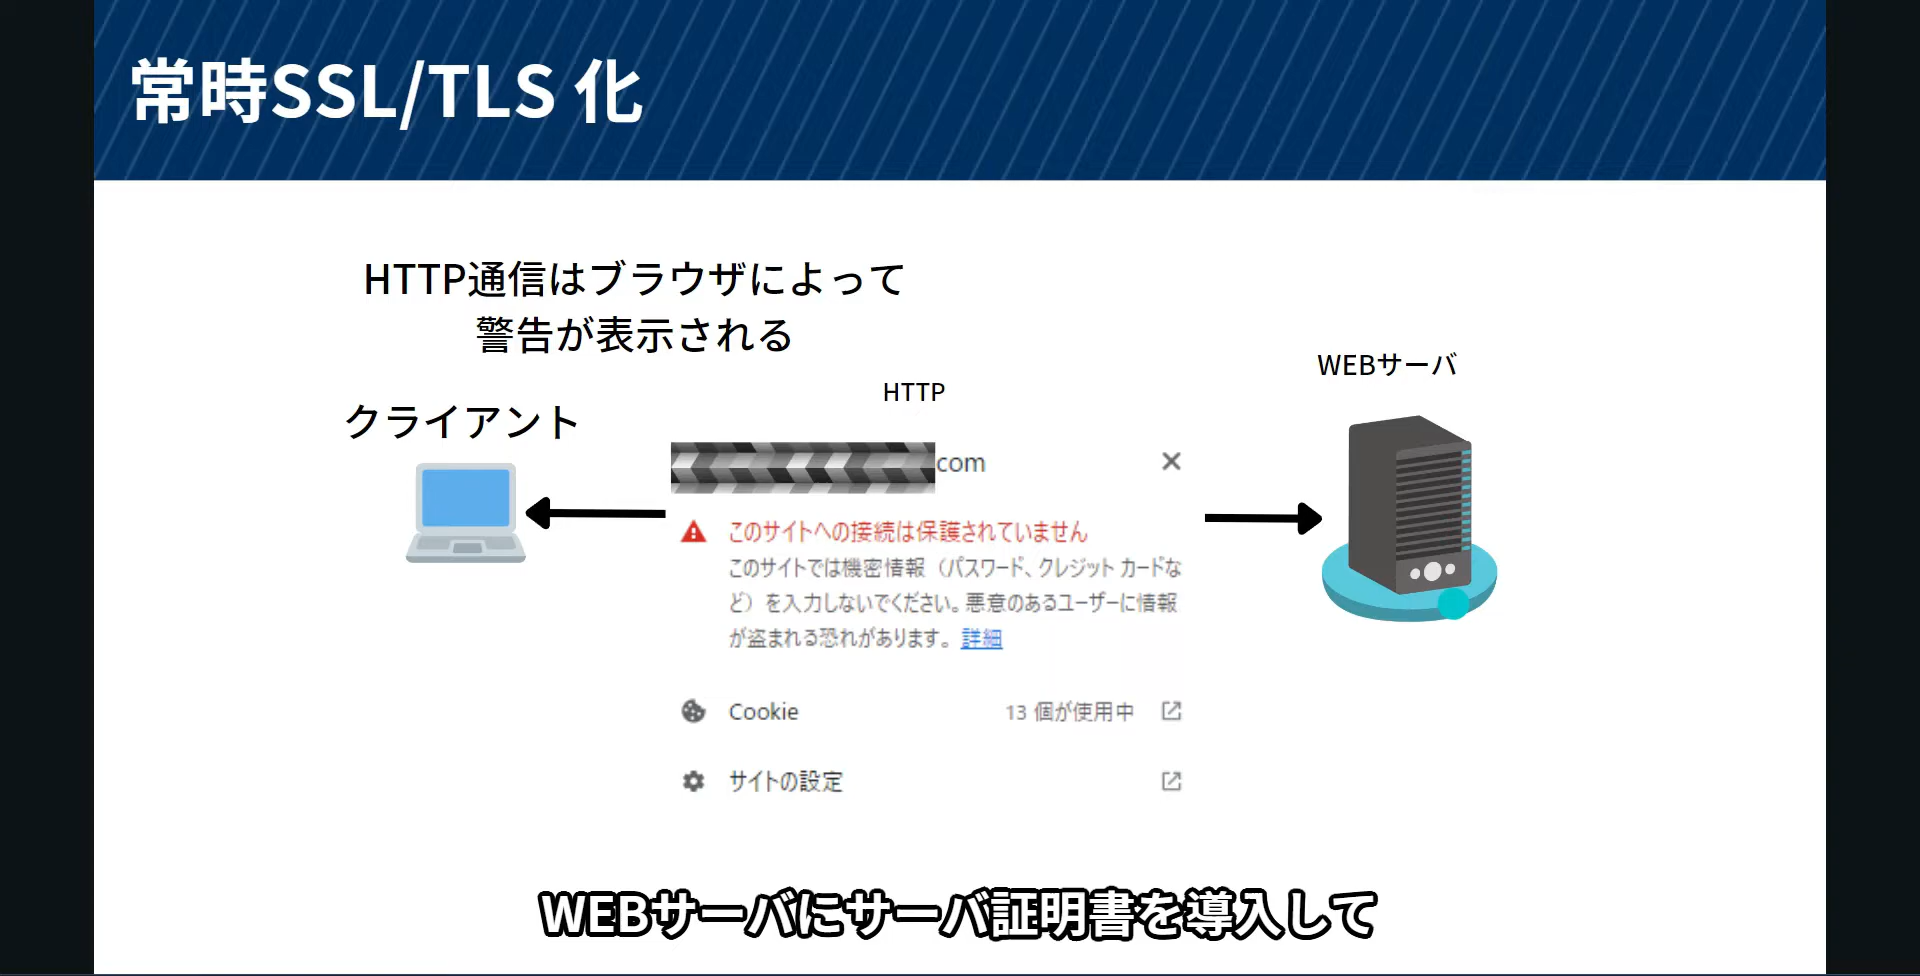 常時SSL/TLS 化
HTTP通信はブラウザによって
警告が表示される
クライアント
HTTP
WEBサーバ
com
このサイトへの接続は保護されていません
このサイトでは機密情報（パスワード、クレジット カードな
ど）を入力しないでください。悪意のあるユーザーに情報
が盗まれる恐れがあります。 詳細
Cookie
13 個が使用中
サイトの設定
WEBサーバにサーバ証明書を導入して